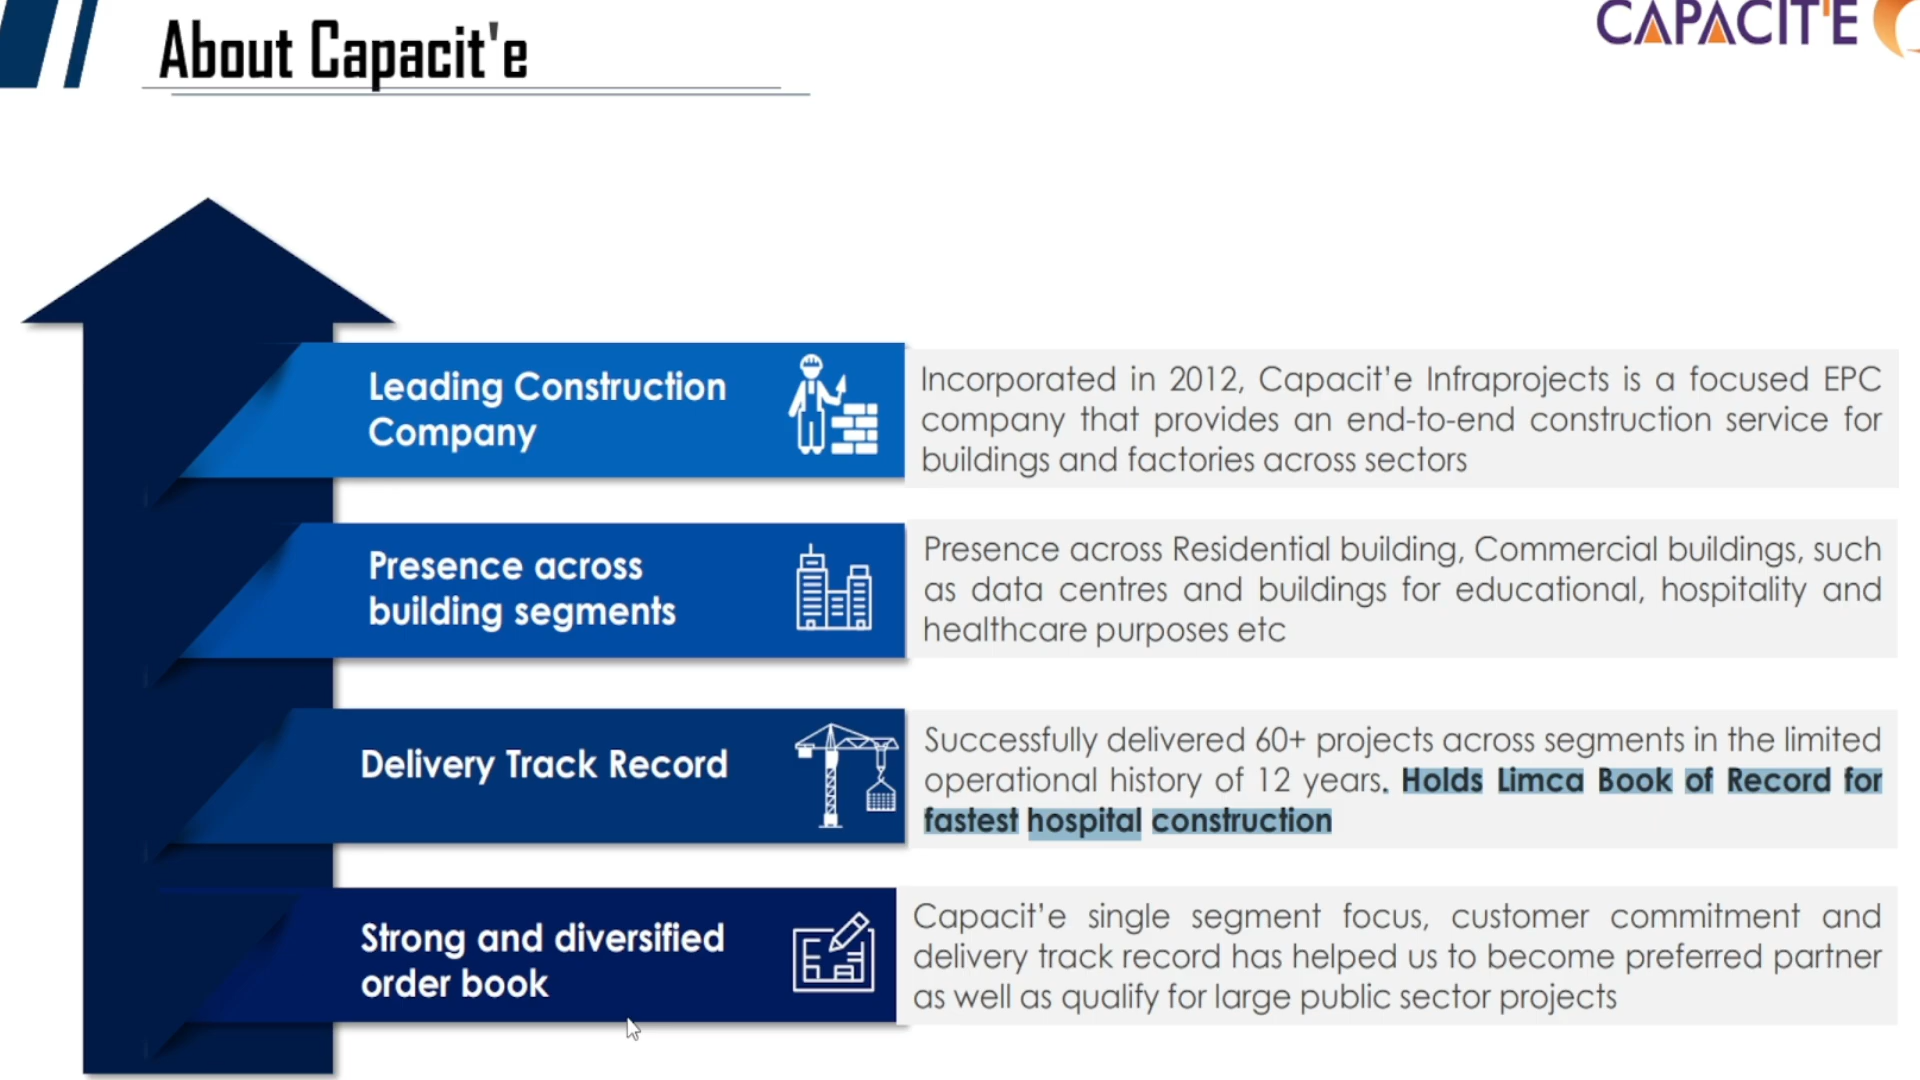 About Capacit'e
CAPACIT'E
Leading Construction
Company
Incorporated in 2012, Capacit’e Infraprojects is a focused EPC
company that provides an end-to-end construction service for
buildings and factories across sectors
Presence across
building segments
Presence across Residential building, Commercial buildings, such
as data centres and buildings for educational, hospitality and
healthcare purposes etc
Delivery Track Record
Successfully delivered 60+ projects across segments in the limited
operational history of 12 years. Holds Limca Book of Record for
fastest hospital construction
Strong and diversified
order book
Capacit’e single segment focus, customer commitment and
delivery track record has helped us to become preferred partner
as well as qualify for large public sector projects